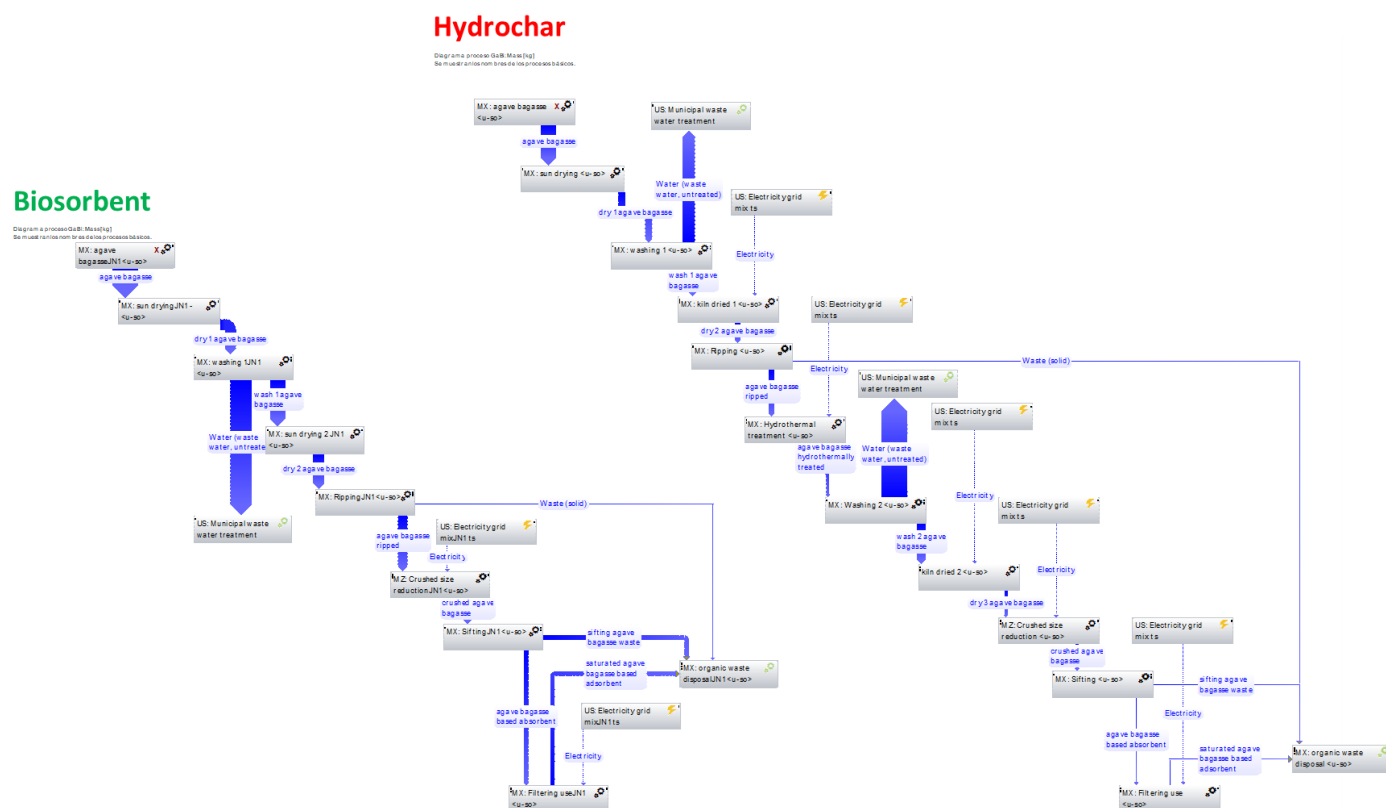 Hydrochar
Diagrama proceso GaBi: Mass [kg]
Se muestran los nombres de los procesos básicos.
MX: agave bagasse
<u-so>
X
US: Municipal waste
water treatment
agave bagasse
MX: sun drying <u-so>
Water (waste
water, untreated)
US: Electricity grid
mix ts
dry 1 agave bagasse
MX: washing 1 <u-so>
Electricity
wash 1 agave
bagasse
MX: kiln dried 1 <u-so>
US: Electricity grid
mix ts
dry 2 agave bagasse
MX: Ripping <u-so>
Waste (solid)
Electricity
agave bagasse
ripped
US: Municipal waste
water treatment
MX: Hydrothermal
treatment <u-so>
US: Electricity grid
mix ts
agave bagasse
hydrothermally
treated
Water (waste
water, untreated)
Electricity
MX: Washing 2 <u-so>
US: Electricity grid
mix ts
wash 2 agave
bagasse
kiln dried 2 <u-so>
Electricity
dry 3 agave bagasse
MZ: Crushed size
reduction <u-so>
US: Electricity grid
mix ts
crushed agave
bagasse
MX: Sifting <u-so>
sifting agave
bagasse waste
Electricity
agave bagasse
based absorbent
saturated agave
bagasse based
adsorbent
MX: organic waste
disposal <u-so>
MX: Filtering use
<u-so>
Biosorbent
Diagrama proceso GaBi: Mass [kg]
Se muestran los nombres de los procesos básicos.
MX: agave
bagasseJN1 <u-so>
X
agave bagasse
MX: sun dryingJN1 -
<u-so>
dry 1 agave bagasse
MX: washing 1JN1
<u-so>
wash 1 agave
bagasse
Water (waste
water, untreate
MX: sun drying 2 JN1
<u-so>
dry 2 agave bagasse
MX: RippingJN1 <u-so>
Waste (solid)
US: Municipal waste
water treatment
agave bagasse
ripped
US: Electricity grid
mixJN1 ts
Electricity
MZ: Crushed size
reductionJN1 <u-so>
crushed agave
bagasse
MX: SiftingJN1 <u-so>
sifting agave
bagasse waste
saturated agave
bagasse based
adsorbent
MX: organic waste
disposalJN1 <u-so>
agave bagasse
based absorbent
US: Electricity grid
mixJN1 ts
Electricity
MX: Filtering useJN1
<u-so>